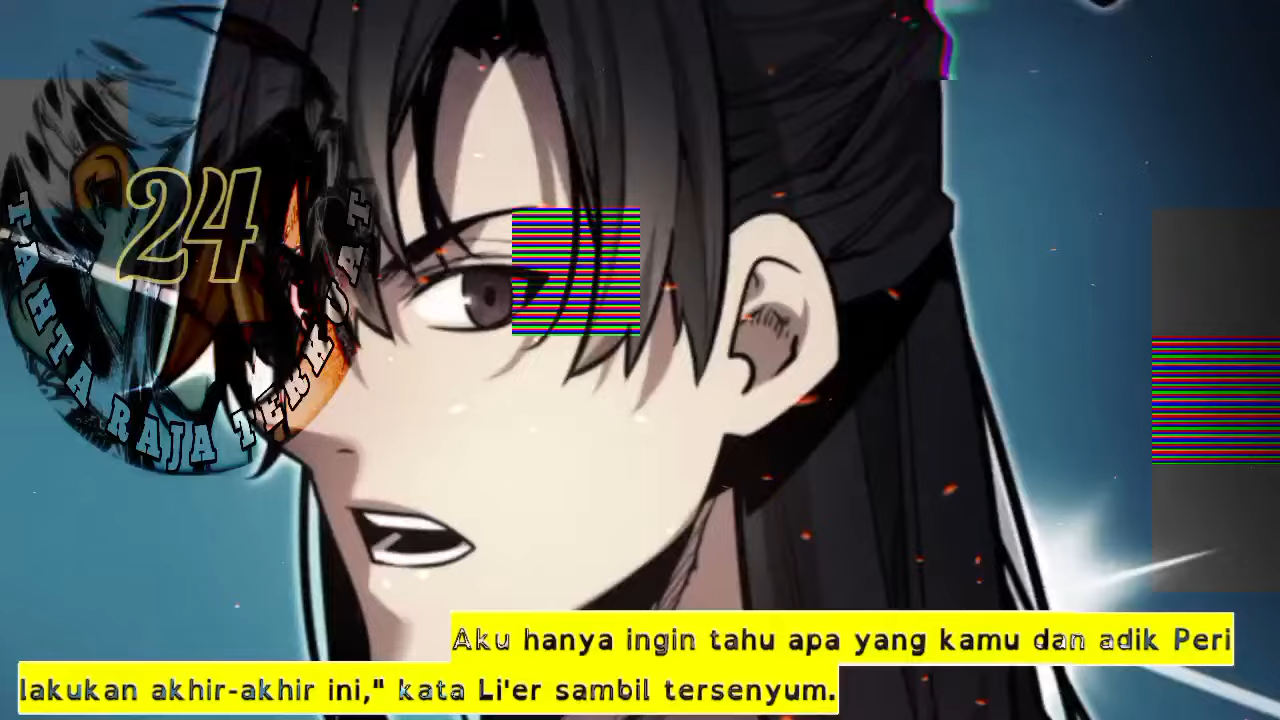 24
TAHTA RAJA TERKUAT
Aku hanya ingin tahu apa yang kamu dan adik Peri
lakukan akhir-akhir ini," kata Li'er sambil tersenyum.